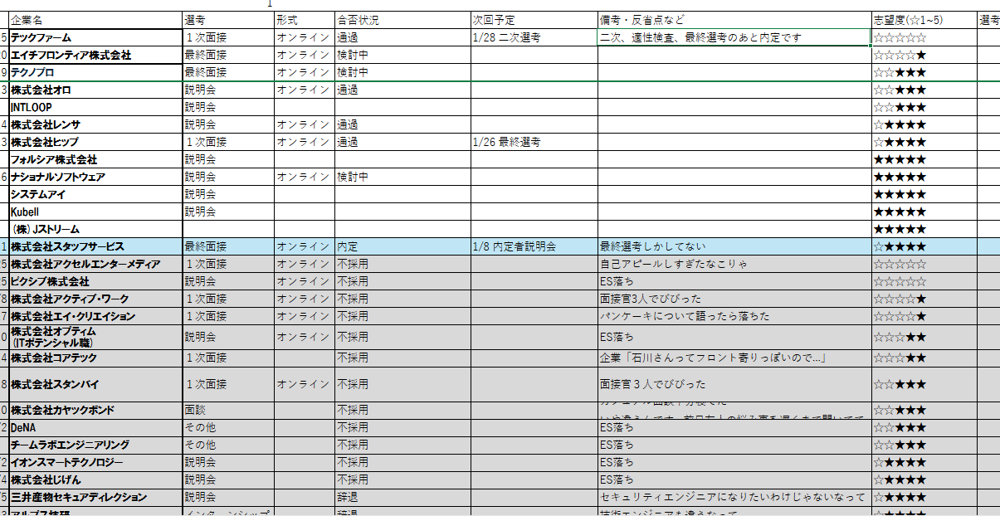 1
企業名 選考 形式 合否状況 次回予定 備考・反省点など 志望度(☆1~5) 選考
5 テックファーム １次面接 オンライン 通過 1/28 二次選考 二次、適性検査、最終選考のあと内定です ☆☆☆☆☆
0 エイチフロンティア株式会社 最終面接 オンライン 検討中 ☆☆☆☆★
9 テクノプロ 最終面接 オンライン 検討中 ☆☆★★★
3 株式会社オロ 説明会 オンライン 通過 ☆☆★★★
INTLOOP 説明会 ☆☆★★★
4 株式会社レンサ 説明会 オンライン 通過 ☆★★★★
3 株式会社ヒップ １次面接 オンライン 通過 1/26 最終選考 ☆★★★★
フォルシア株式会社 説明会 ★★★★★
6 ナショナルソフトウェア 説明会 オンライン 検討中 ★★★★★
システムアイ 説明会 ★★★★★
Kubell 説明会 ★★★★★
（株）Jストリーム ★★★★★
1 株式会社スタッフサービス 最終面接 オンライン 内定 1/8 内定者説明会 最終選考しかしてない ☆★★★★
25 株式会社アクセルエンターメディア １次面接 オンライン 不採用 自己アピールしすぎたなこりゃ ☆☆☆☆☆
25 ピクシブ株式会社 説明会 オンライン 不採用 ES落ち ☆☆☆☆☆
/8 株式会社アクティブ・ワーク １次面接 オンライン 不採用 面接官3人でびびった ☆☆☆☆★
7 株式会社エイ・クリエイション １次面接 オンライン 不採用 パンケーキについて語ったら落ちた ☆☆☆☆★
0 株式会社オプティム
（ITポテンシャル職） 説明会 オンライン 不採用 ES落ち ☆☆☆★★
4 株式会社コアテック １次面接 不採用 企業「石川さんってフロント寄りっぽいので…」 ☆☆☆★★
8 株式会社スタンバイ １次面接 オンライン 不採用 面接官３人でびびった ☆☆★★★
0 株式会社カヤックボンド 面談 不採用 ☆☆★★★
/2 DeNA その他 不採用 ES落ち ☆☆★★★
チームラボエンジニアリング その他 不採用 ES落ち ☆☆★★★
/2 イオンスマートテクノロジー 説明会 不採用 ES落ち ☆★★★★
/4 株式会社じげん 説明会 不採用 ES落ち ☆★★★★
/5 三井産物セキュアディレクション 説明会 辞退 セキュリティエンジニアになりたいわけじゃないなって ☆★★★★